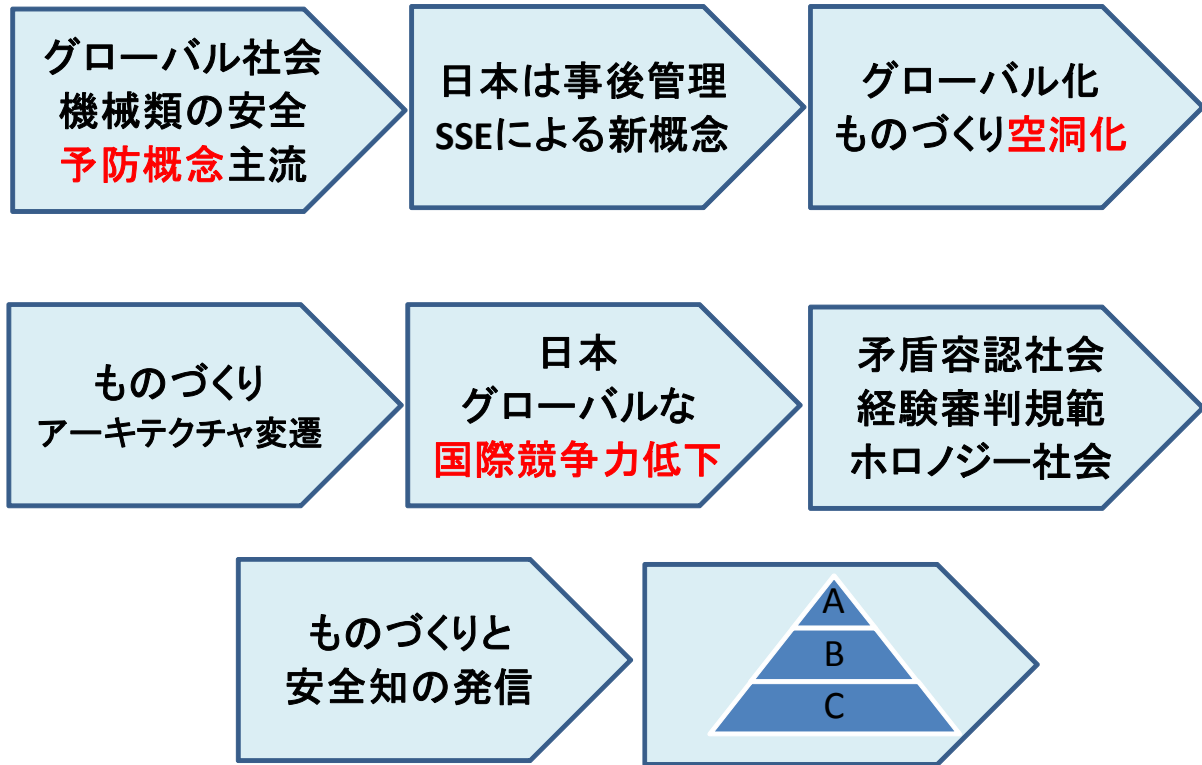 グローバル社会
機械類の安全
予防概念主流
日本は事後管理
SSEによる新概念
グローバル化
ものづくり空洞化
ものづくり
アーキテクチャ変遷
日本
グローバルな
国際競争力低下
矛盾容認社会
経験審判規範
ホロノジー社会
ものづくりと
安全知の発信
A
B
C